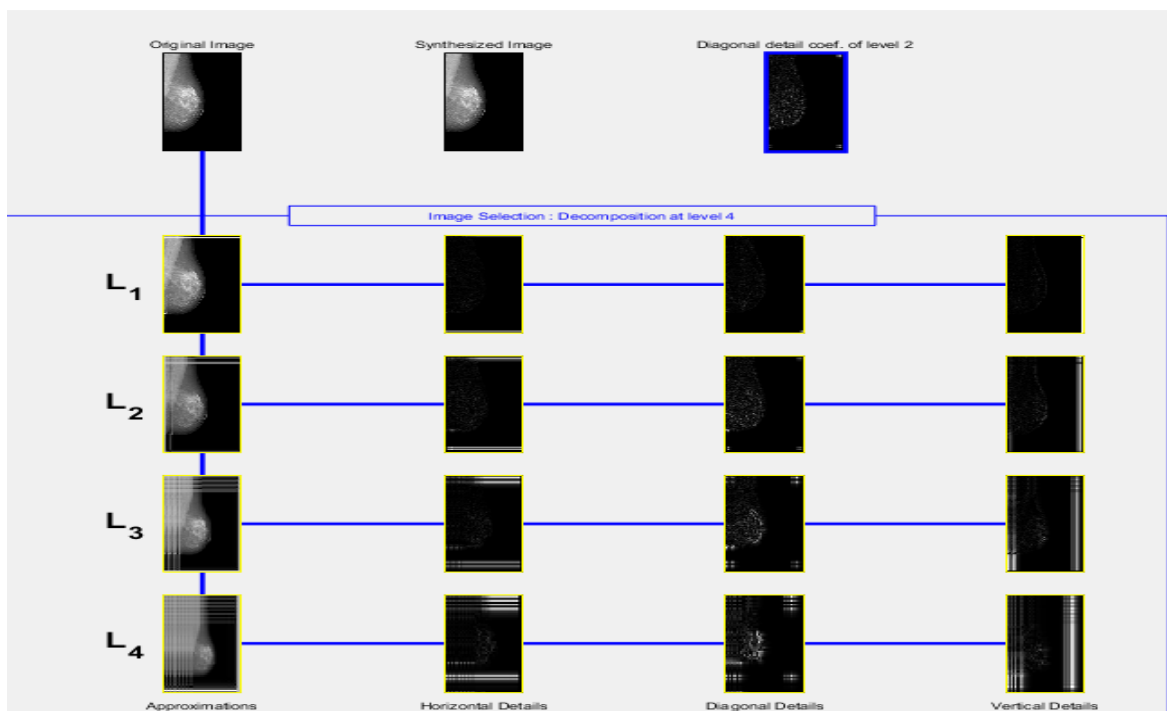 Original Image
Synthesized Image
Diagonal detail coef. of level 2
Image Selection : Decomposition at level 4
L1
L2
L3
L4
Approximations
Horizontal Details
Diagonal Details
Vertical Details